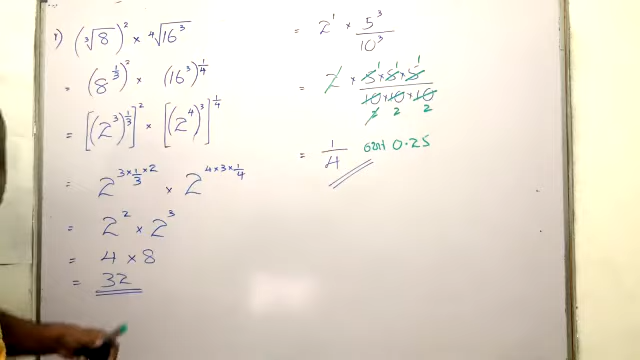 1) (∛8)² × ∜16³
= (8^(1/3))² × (16³)^(1/4)
= [(2³)^(1/3)]² × [(2⁴)³]^(1/4)
= 2^(3×1/3×2) × 2^(4×3×1/4)
= 2² × 2³
= 4 × 8
= 32
= 2¹ × 5³/10³
= 2 × (5×5×5)/(10×10×10)
= 1/4 0.25